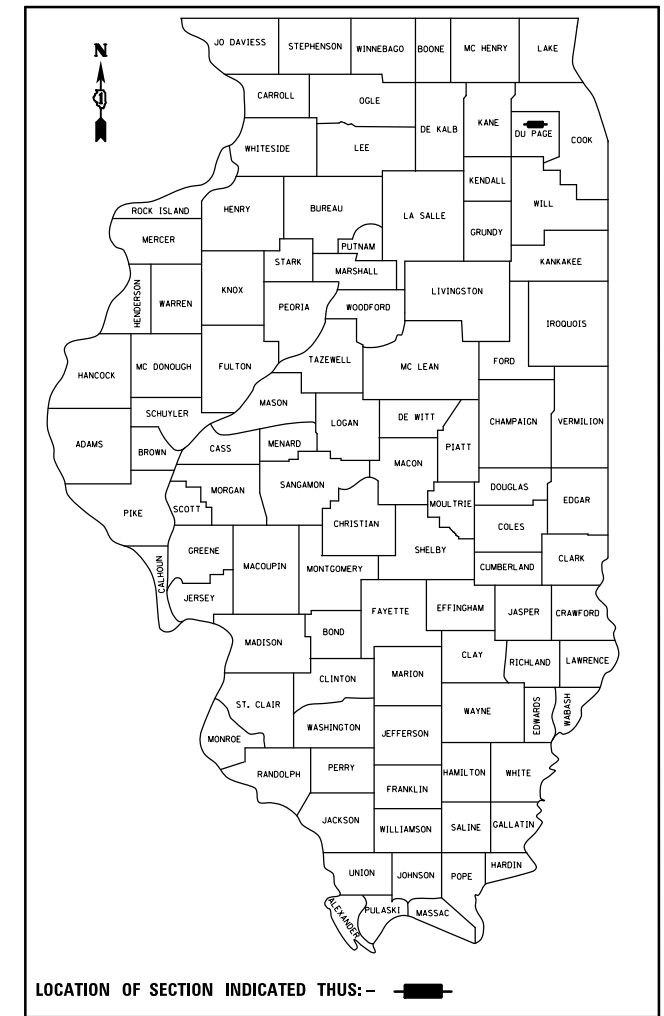 JO DAVIESS STEPHENSON WINNEBAGO BOONE MC HENRY LAKE
N
CARROLL OGLE DE KALB KANE DU PAGE COOK
WHITESIDE LEE
KENDALL WILL
ROCK ISLAND HENRY BUREAU LA SALLE GRUNDY
MERCER PUTNAM KANKAKEE
STARK MARSHALL
HENDERSON WARREN KNOX PEORIA WOODFORD LIVINGSTON IROQUOIS
HANCOCK MC DONOUGH FULTON TAZEWELL MC LEAN FORD
SCHUYLER MASON LOGAN DE WITT CHAMPAIGN VERMILION
ADAMS BROWN CASS MENARD PIATT
MACON
PIKE SCOTT MORGAN SANGAMON MOULTRIE DOUGLAS EDGAR
CHRISTIAN COLES
CALHOUN GREENE MACOUPIN MONTGOMERY SHELBY CUMBERLAND CLARK
JERSEY FAYETTE EFFINGHAM JASPER CRAWFORD
MADISON BOND CLAY RICHLAND LAWRENCE
CLINTON MARION
ST. CLAIR WAYNE EDWARDS WABASH
MONROE WASHINGTON JEFFERSON
RANDOLPH PERRY HAMILTON WHITE
FRANKLIN
JACKSON WILLIAMSON SALINE GALLATIN
UNION JOHNSON POPE HARDIN
ALEXANDER PULASKI MASSAC
LOCATION OF SECTION INDICATED THUS: -